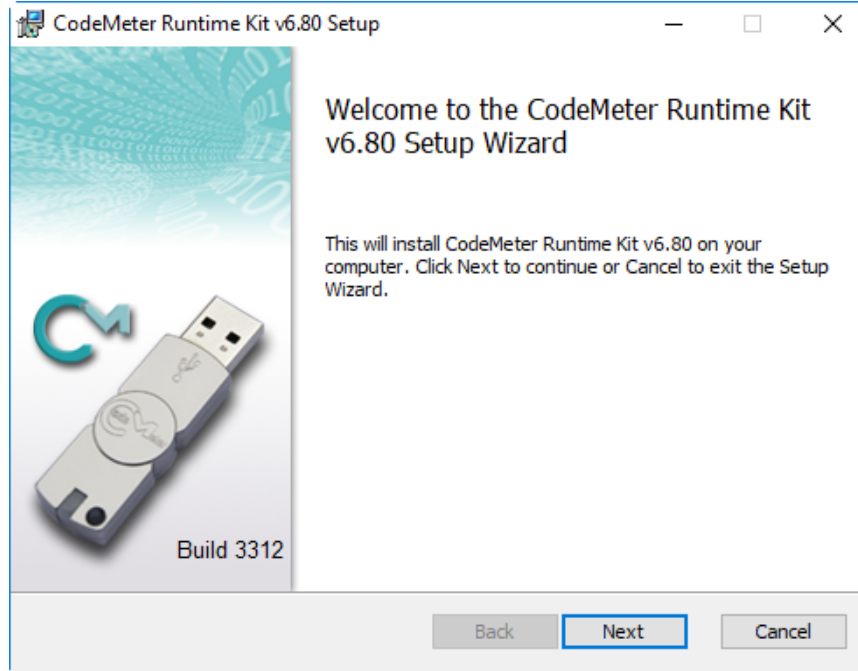 CodeMeter Runtime Kit v6.80 Setup
Welcome to the CodeMeter Runtime Kit
v6.80 Setup Wizard
This will install CodeMeter Runtime Kit v6.80 on your
computer. Click Next to continue or Cancel to exit the Setup
Wizard.
CM
Build 3312
Back
Next
Cancel